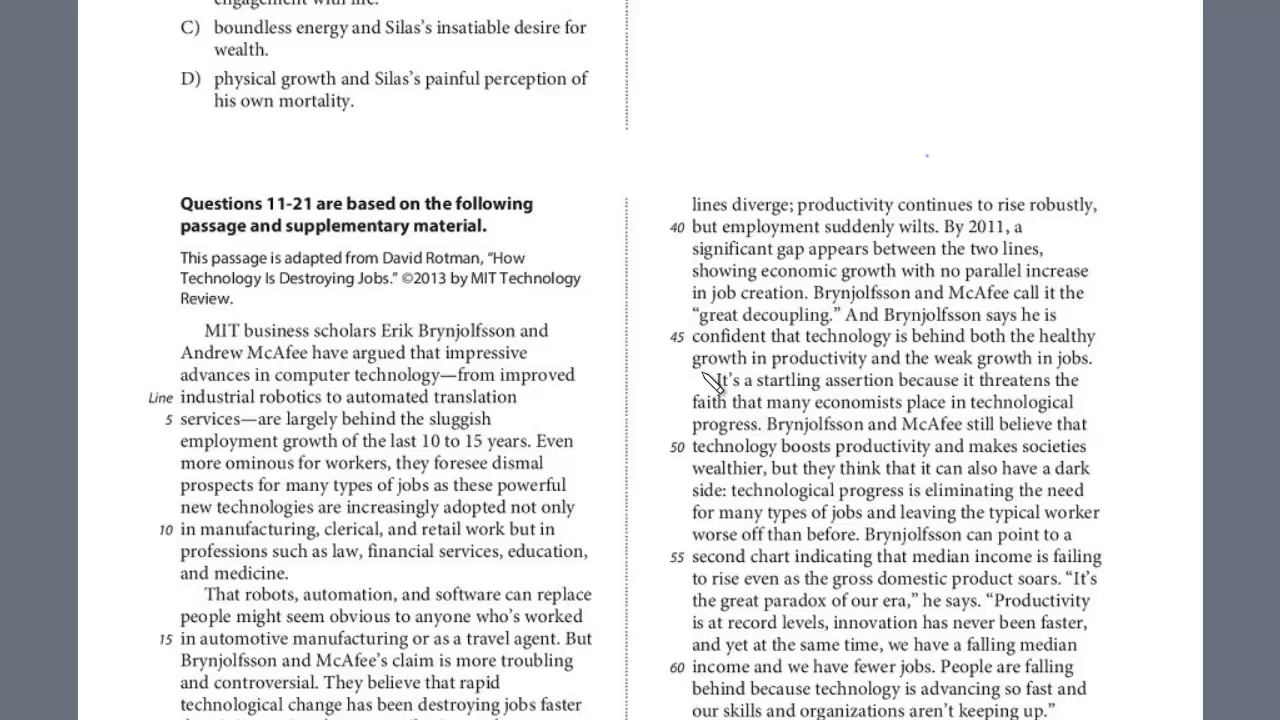 engagement with life.
C) boundless energy and Silas's insatiable desire for
wealth.
D) physical growth and Silas's painful perception of
his own mortality.
Questions 11-21 are based on the following
passage and supplementary material.
This passage is adapted from David Rotman, “How
Technology Is Destroying Jobs.” ©2013 by MIT Technology
Review.
MIT business scholars Erik Brynjolfsson and
Andrew McAfee have argued that impressive
advances in computer technology—from improved
Line industrial robotics to automated translation
5 services—are largely behind the sluggish
employment growth of the last 10 to 15 years. Even
more ominous for workers, they foresee dismal
prospects for many types of jobs as these powerful
new technologies are increasingly adopted not only
10 in manufacturing, clerical, and retail work but in
professions such as law, financial services, education,
and medicine.
That robots, automation, and software can replace
people might seem obvious to anyone who's worked
15 in automotive manufacturing or as a travel agent. But
Brynjolfsson and McAfee's claim is more troubling
and controversial. They believe that rapid
technological change has been destroying jobs faster
lines diverge; productivity continues to rise robustly,
40 but employment suddenly wilts. By 2011, a
significant gap appears between the two lines,
showing economic growth with no parallel increase
in job creation. Brynjolfsson and McAfee call it the
“great decoupling.” And Brynjolfsson says he is
45 confident that technology is behind both the healthy
growth in productivity and the weak growth in jobs.
It's a startling assertion because it threatens the
faith that many economists place in technological
progress. Brynjolfsson and McAfee still believe that
50 technology boosts productivity and makes societies
wealthier, but they think that it can also have a dark
side: technological progress is eliminating the need
for many types of jobs and leaving the typical worker
worse off than before. Brynjolfsson can point to a
55 second chart indicating that median income is failing
to rise even as the gross domestic product soars. “It's
the great paradox of our era,” he says. “Productivity
is at record levels, innovation has never been faster,
and yet at the same time, we have a falling median
60 income and we have fewer jobs. People are falling
behind because technology is advancing so fast and
our skills and organizations aren't keeping up.”